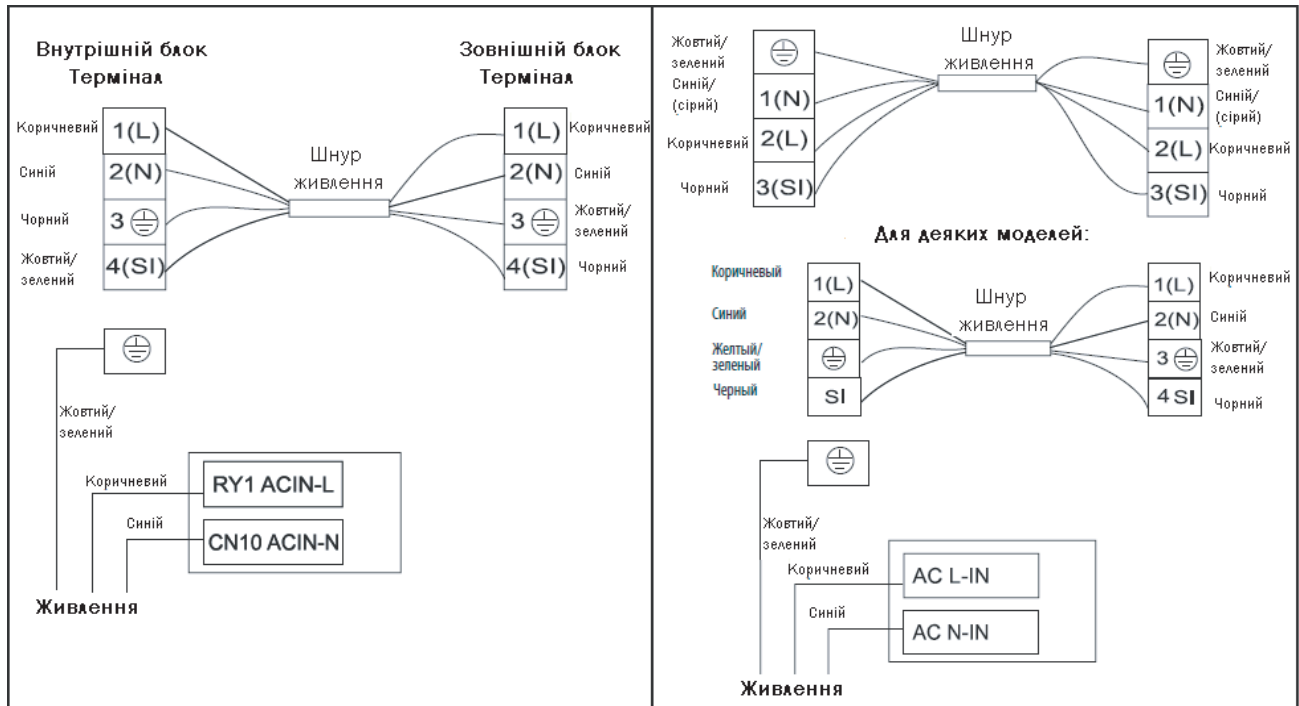 Внутрішній блок
Термінал
Зовнішній блок
Термінал
Коричневий
1(L)
Синій
2(N)
Чорний
3
Жовтий/
зелений
4(SI)
Шнур
живлення
1(L)
Коричневий
2(N)
Синій
3
Жовтий/
зелений
4(SI)
Чорний
Жовтий/
зелений
Коричневий
RY1 ACIN-L
Синій
CN10 ACIN-N
Живлення
Жовтий/
зелений
Синій/
(сірий)
1(N)
Коричневий
2(L)
Чорний
3(SI)
Шнур
живлення
Жовтий/
зелений
1(N)
Синій/
(сірий)
2(L)
Коричневий
3(SI)
Чорний
Для деяких моделей:
Коричневый
1(L)
Синий
2(N)
Желтый/
зеленый
Черный
SI
Шнур
живлення
1(L)
Коричневий
2(N)
Синій
3
Жовтий/
зелений
4 SI
Чорний
Жовтий/
зелений
Коричневий
AC L-IN
Синій
AC N-IN
Живлення